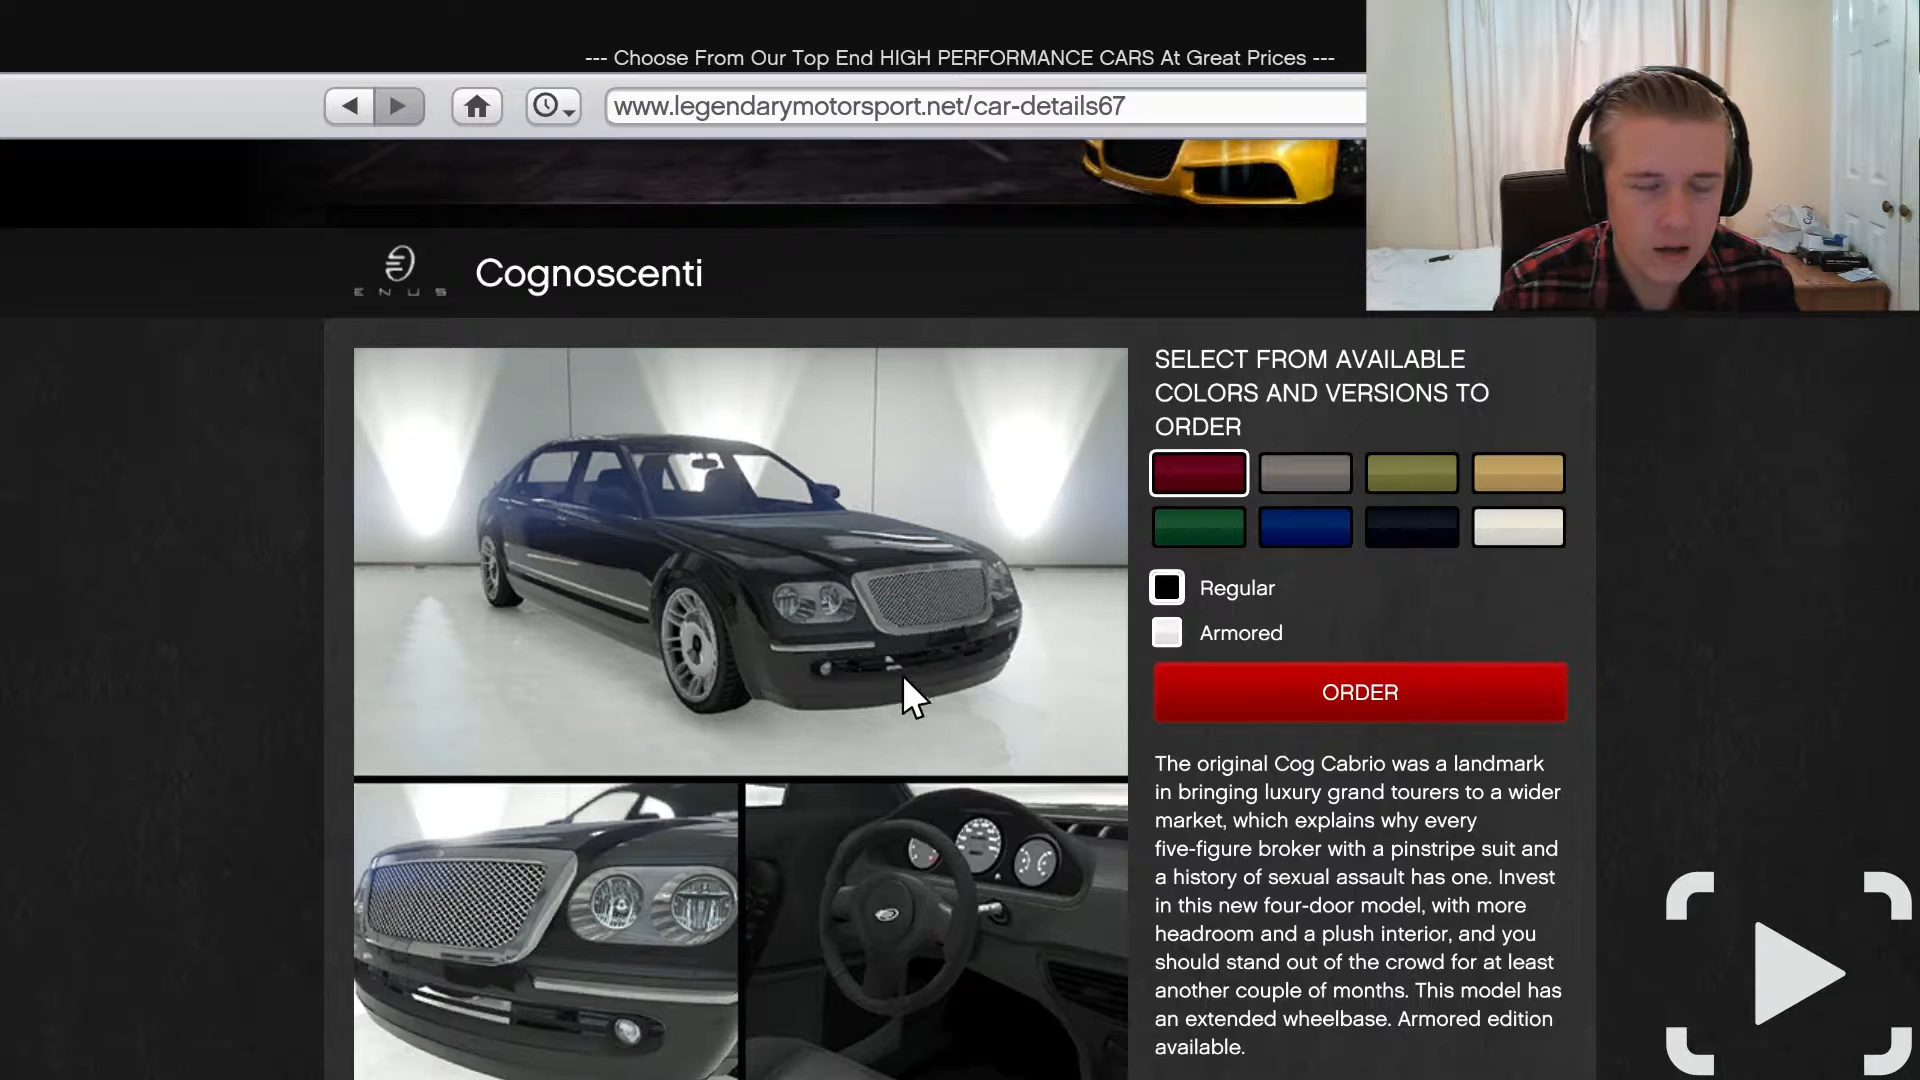 --- Choose From Our Top End HIGH PERFORMANCE CARS At Great Prices ---
www.legendarymotorsport.net/car-details67
ENUS
Cognoscenti
SELECT FROM AVAILABLE
COLORS AND VERSIONS TO
ORDER
Regular
Armored
ORDER
The original Cog Cabrio was a landmark
in bringing luxury grand tourers to a wider
market, which explains why every
five-figure broker with a pinstripe suit and
a history of sexual assault has one. Invest
in this new four-door model, with more
headroom and a plush interior, and you
should stand out of the crowd for at least
another couple of months. This model has
an extended wheelbase. Armored edition
available.